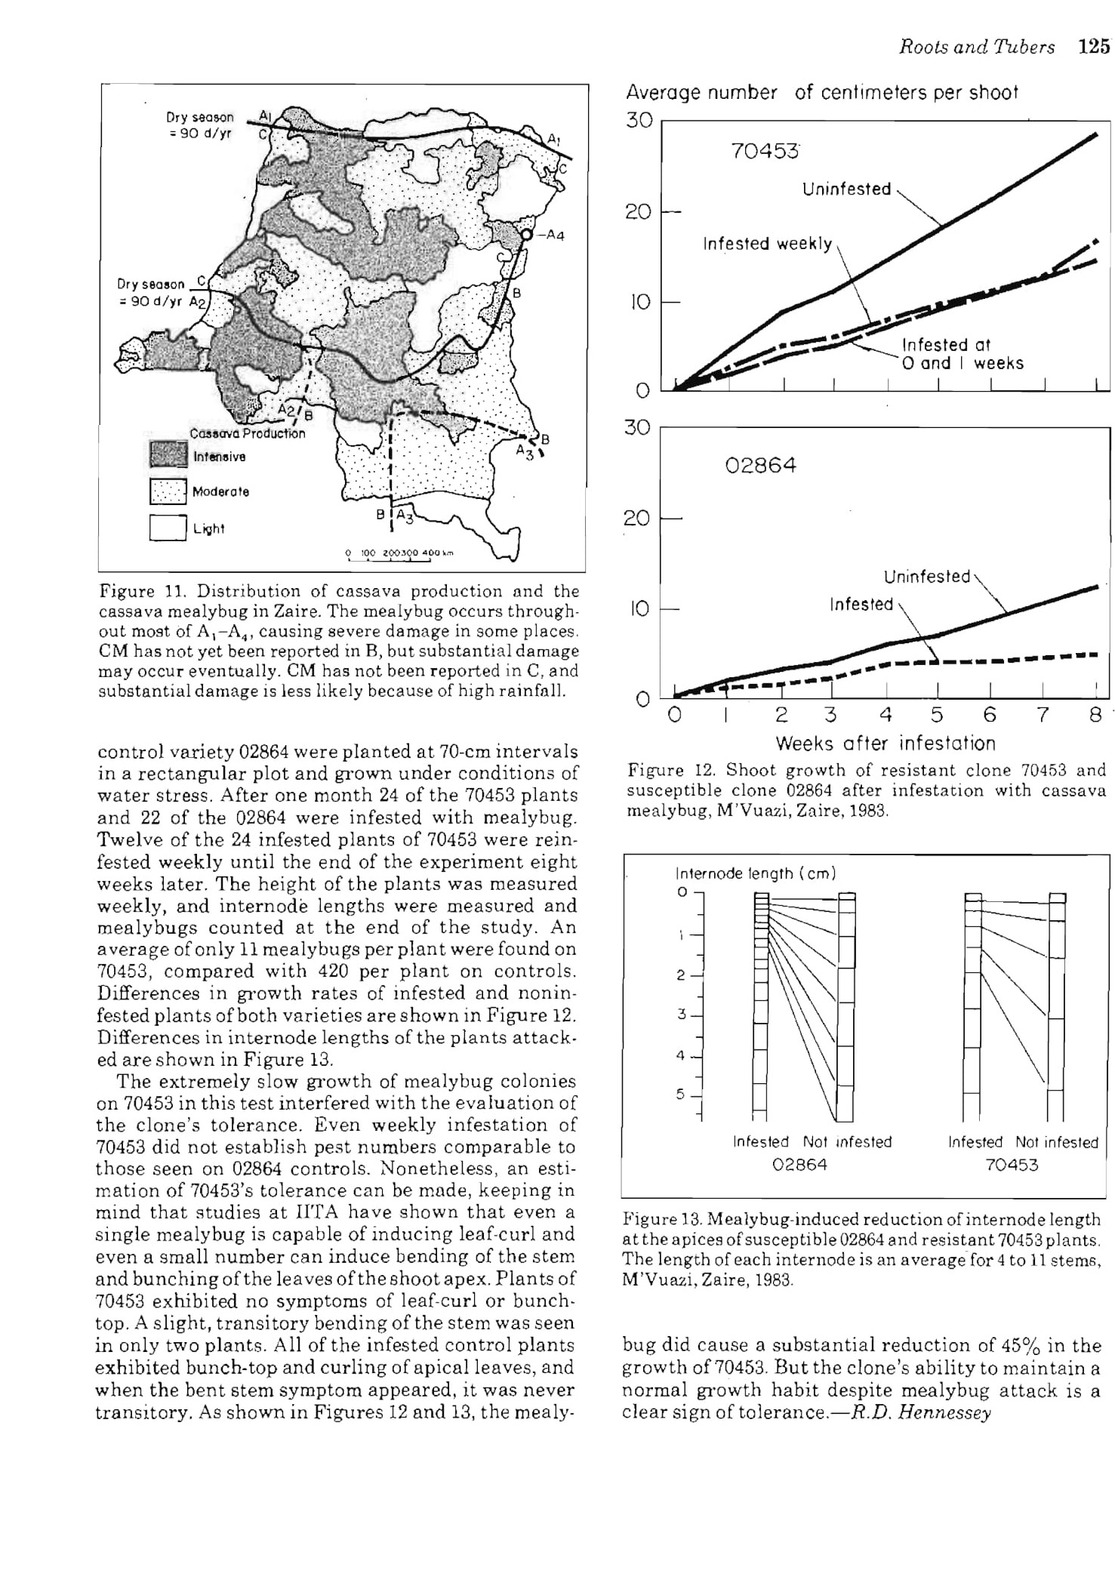 Roots and Tubers 125
Dry season
= 90 d/yr
A1
C
A1
C
A4
C
Dry season
= 90 d/yr
C
A2
B
A2
B
Cassava Production
Intensive
Moderate
Light
B
A3
B
A3
0 100 200 300 400 km
Figure 11. Distribution of cassava production and the
cassava mealybug in Zaire. The mealybug occurs through-
out most of A₁–A₄, causing severe damage in some places.
CM has not yet been reported in B, but substantial damage
may occur eventually. CM has not been reported in C, and
substantial damage is less likely because of high rainfall.
control variety 02864 were planted at 70-cm intervals
in a rectangular plot and grown under conditions of
water stress. After one month 24 of the 70453 plants
and 22 of the 02864 were infested with mealybug.
Twelve of the 24 infested plants of 70453 were rein-
fested weekly until the end of the experiment eight
weeks later. The height of the plants was measured
weekly, and internode lengths were measured and
mealybugs counted at the end of the study. An
average of only 11 mealybugs per plant were found on
70453, compared with 420 per plant on controls.
Differences in growth rates of infested and nonin-
fested plants of both varieties are shown in Figure 12.
Differences in internode lengths of the plants attack-
ed are shown in Figure 13.
The extremely slow growth of mealybug colonies
on 70453 in this test interfered with the evaluation of
the clone's tolerance. Even weekly infestation of
70453 did not establish pest numbers comparable to
those seen on 02864 controls. Nonetheless, an esti-
mation of 70453's tolerance can be made, keeping in
mind that studies at IITA have shown that even a
single mealybug is capable of inducing leaf-curl and
even a small number can induce bending of the stem
and bunching of the leaves of the shoot apex. Plants of
70453 exhibited no symptoms of leaf-curl or bunch-
top. A slight, transitory bending of the stem was seen
in only two plants. All of the infested control plants
exhibited bunch-top and curling of apical leaves, and
when the bent stem symptom appeared, it was never
transitory. As shown in Figures 12 and 13, the mealy-
Average number of centimeters per shoot
30
70453
Uninfested
20
Infested weekly
10
Infested at
0 and 1 weeks
0
30
02864
20
Uninfested
Infested
10
0
0 1 2 3 4 5 6 7 8
Weeks after infestation
Figure 12. Shoot growth of resistant clone 70453 and
susceptible clone 02864 after infestation with cassava
mealybug, M'Vuazi, Zaire, 1983.
Internode length (cm)
0
1
2
3
4
5
Infested Not infested Infested Not infested
02864 70453
Figure 13. Mealybug-induced reduction of internode length
at the apices of susceptible 02864 and resistant 70453 plants.
The length of each internode is an average for 4 to 11 stems,
M'Vuazi, Zaire, 1983.
bug did cause a substantial reduction of 45% in the
growth of 70453. But the clone's ability to maintain a
normal growth habit despite mealybug attack is a
clear sign of tolerance.—R.D. Hennessey